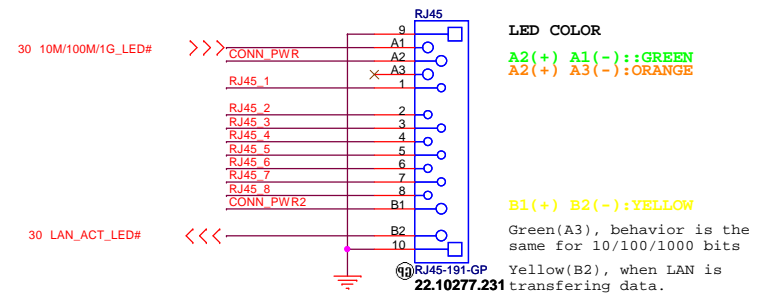 RJ45
9
LED COLOR
30 10M/100M/1G_LED#
A1
CONN_PWR
A2
A2(+) A1(-)::GREEN
A3
A2(+) A3(-):ORANGE
RJ45_1
1
RJ45_2
2
RJ45_3
3
RJ45_4
4
RJ45_5
5
RJ45_6
6
RJ45_7
7
RJ45_8
8
CONN_PWR2
B1
B1(+) B2(-):YELLOW
30 LAN_ACT_LED#
B2
10
Green(A3), behavior is the
same for 10/100/1000 bits
RJ45-191-GP
22.10277.231
Yellow(B2), when LAN is
transfering data.